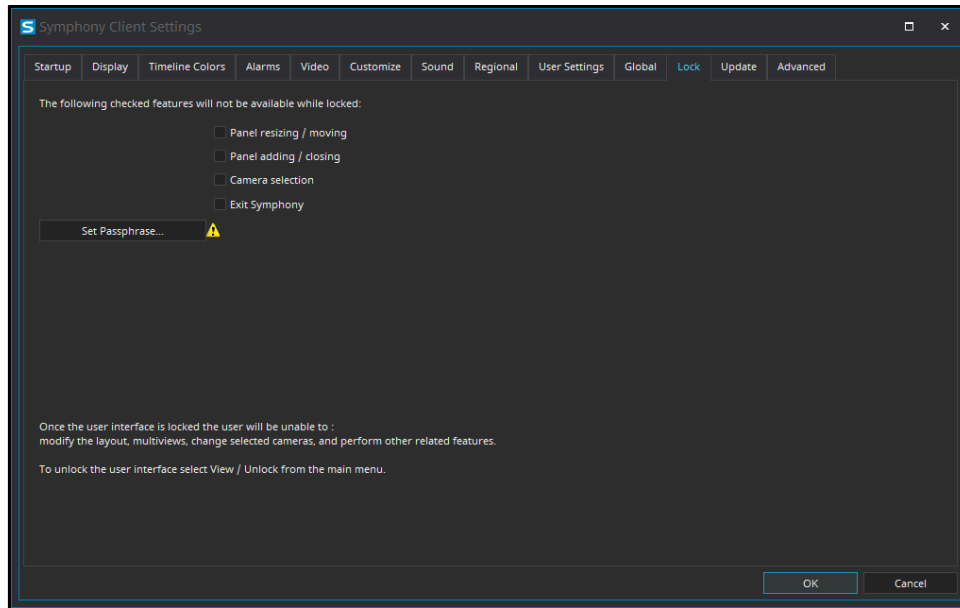 S Symphony Client Settings
Startup Display Timeline Colors Alarms Video Customize Sound Regional User Settings Global Lock Update Advanced
The following checked features will not be available while locked:
Panel resizing / moving
Panel adding / closing
Camera selection
Exit Symphony
Set Passphrase...
Once the user interface is locked the user will be unable to :
modify the layout, multiviews, change selected cameras, and perform other related features.
To unlock the user interface select View / Unlock from the main menu.
OK Cancel